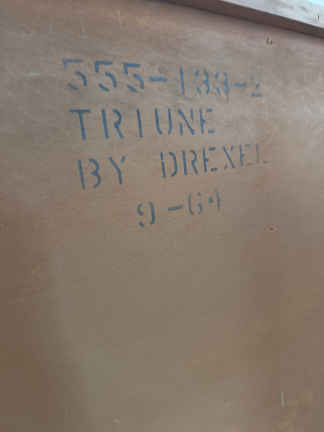 555-133-2
TRIUNE
BY DREXEL
9-64